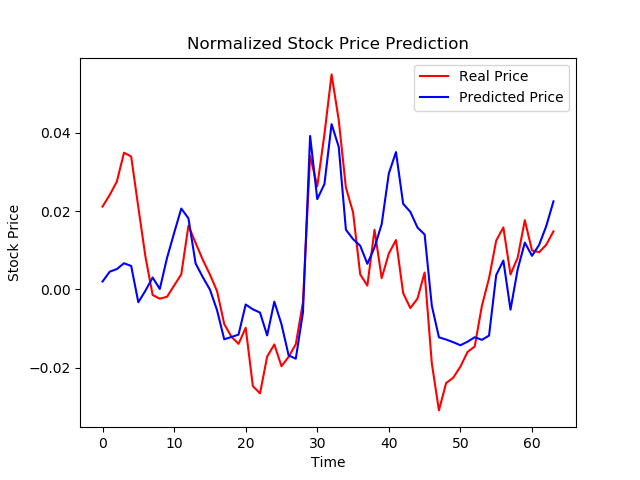 Normalized Stock Price Prediction
Real Price
Predicted Price
Stock Price
0.04
0.02
0.00
−0.02
0 10 20 30 40 50 60
Time